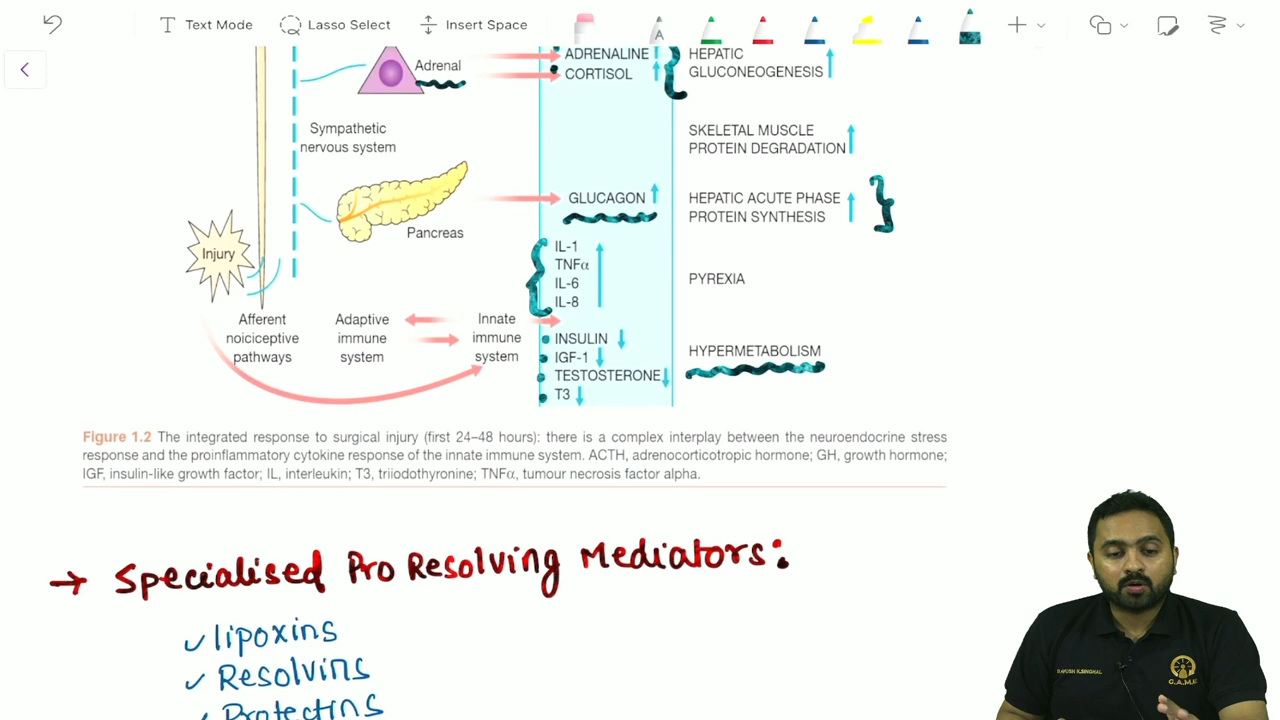 Text Mode
Lasso Select
Insert Space
A
ADRENALINE
HEPATIC
Adrenal
CORTISOL
GLUCONEOGENESIS
Sympathetic
nervous system
SKELETAL MUSCLE
PROTEIN DEGRADATION
GLUCAGON
HEPATIC ACUTE PHASE
PROTEIN SYNTHESIS
Pancreas
Injury
IL-1
TNFα
IL-6
IL-8
PYREXIA
Afferent
noiciceptive
pathways
Adaptive
immune
system
Innate
immune
system
INSULIN
IGF-1
TESTOSTERONE
T3
HYPERMETABOLISM
Figure 1.2 The integrated response to surgical injury (first 24–48 hours): there is a complex interplay between the neuroendocrine stress
response and the proinflammatory cytokine response of the innate immune system. ACTH, adrenocorticotropic hormone; GH, growth hormone;
IGF, insulin-like growth factor; IL, interleukin; T3, triiodothyronine; TNFα, tumour necrosis factor alpha.
→ Specialised Pro Resolving Mediators:
✓ lipoxins
✓ Resolvins
✓ Protectins
G.A.M.E